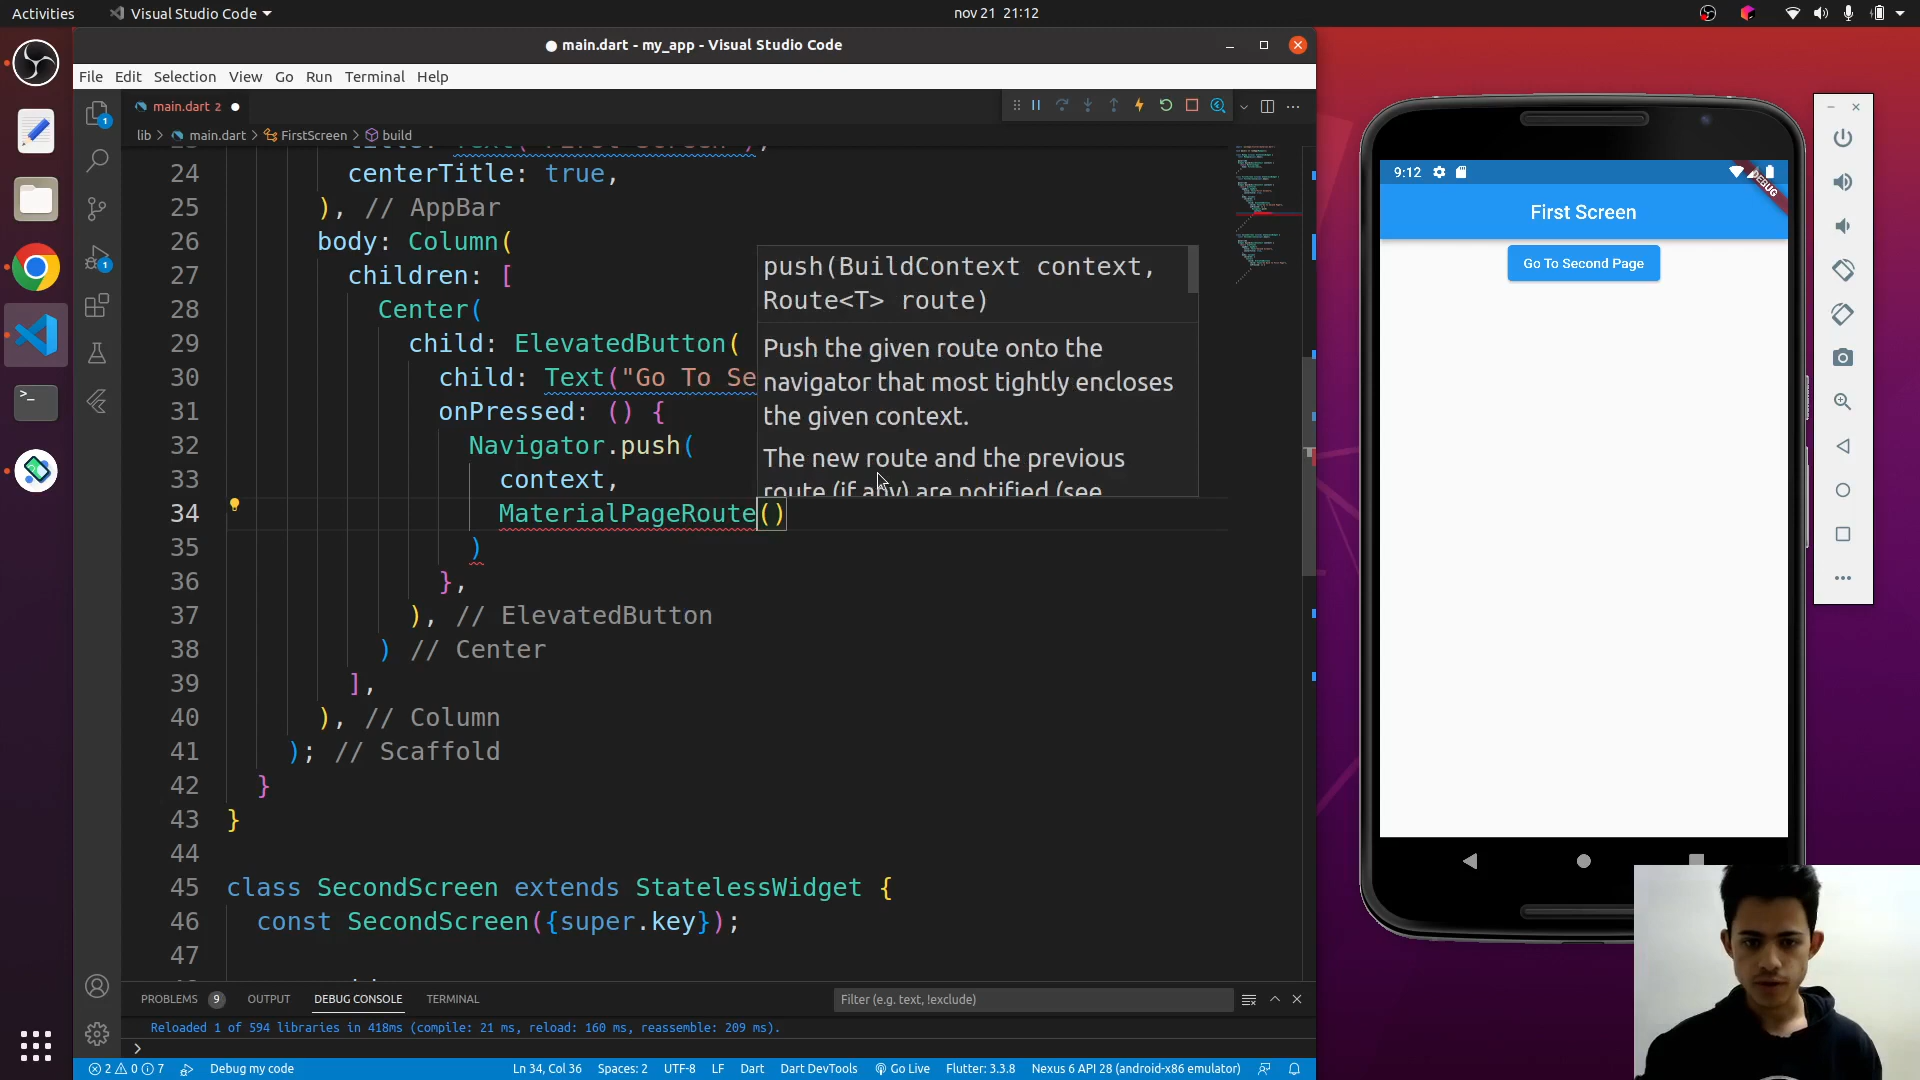 Activities
Visual Studio Code
nov 21 21:12
main.dart - my_app - Visual Studio Code
File Edit Selection View Go Run Terminal Help
main.dart 2
lib > main.dart > FirstScreen > build
24 centerTitle: true,
25 ), // AppBar
26 body: Column(
27 children: [
28 Center(
29 child: ElevatedButton(
30 child: Text("Go To Se
31 onPressed: () {
32 Navigator.push(
33 context,
34 MaterialPageRoute()
35 )
36 },
37 ), // ElevatedButton
38 ) // Center
39 ],
40 ), // Column
41 ); // Scaffold
42 }
43 }
44
45 class SecondScreen extends StatelessWidget {
46 const SecondScreen({super.key});
47
push(BuildContext context,
Route<T> route)
Push the given route onto the
navigator that most tightly encloses
the given context.
The new route and the previous
route (if any) are notified (see
PROBLEMS 9 OUTPUT DEBUG CONSOLE TERMINAL
Filter (e.g. text, !exclude)
Reloaded 1 of 594 libraries in 418ms (compile: 21 ms, reload: 160 ms, reassemble: 209 ms).
>
2 0 7 Debug my code
Ln 34, Col 36 Spaces: 2 UTF-8 LF Dart Dart DevTools Go Live Flutter: 3.3.8 Nexus 6 API 28 (android-x86 emulator)
9:12
DEBUG
First Screen
Go To Second Page